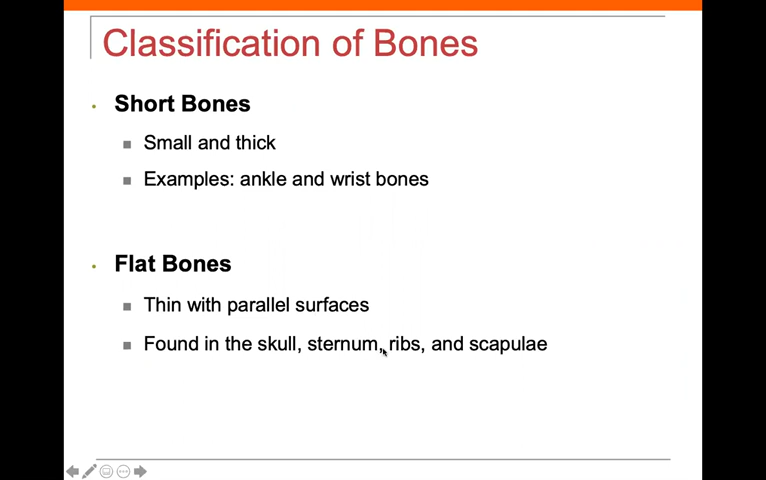 Classification of Bones
Short Bones
Small and thick
Examples: ankle and wrist bones
Flat Bones
Thin with parallel surfaces
Found in the skull, sternum, ribs, and scapulae